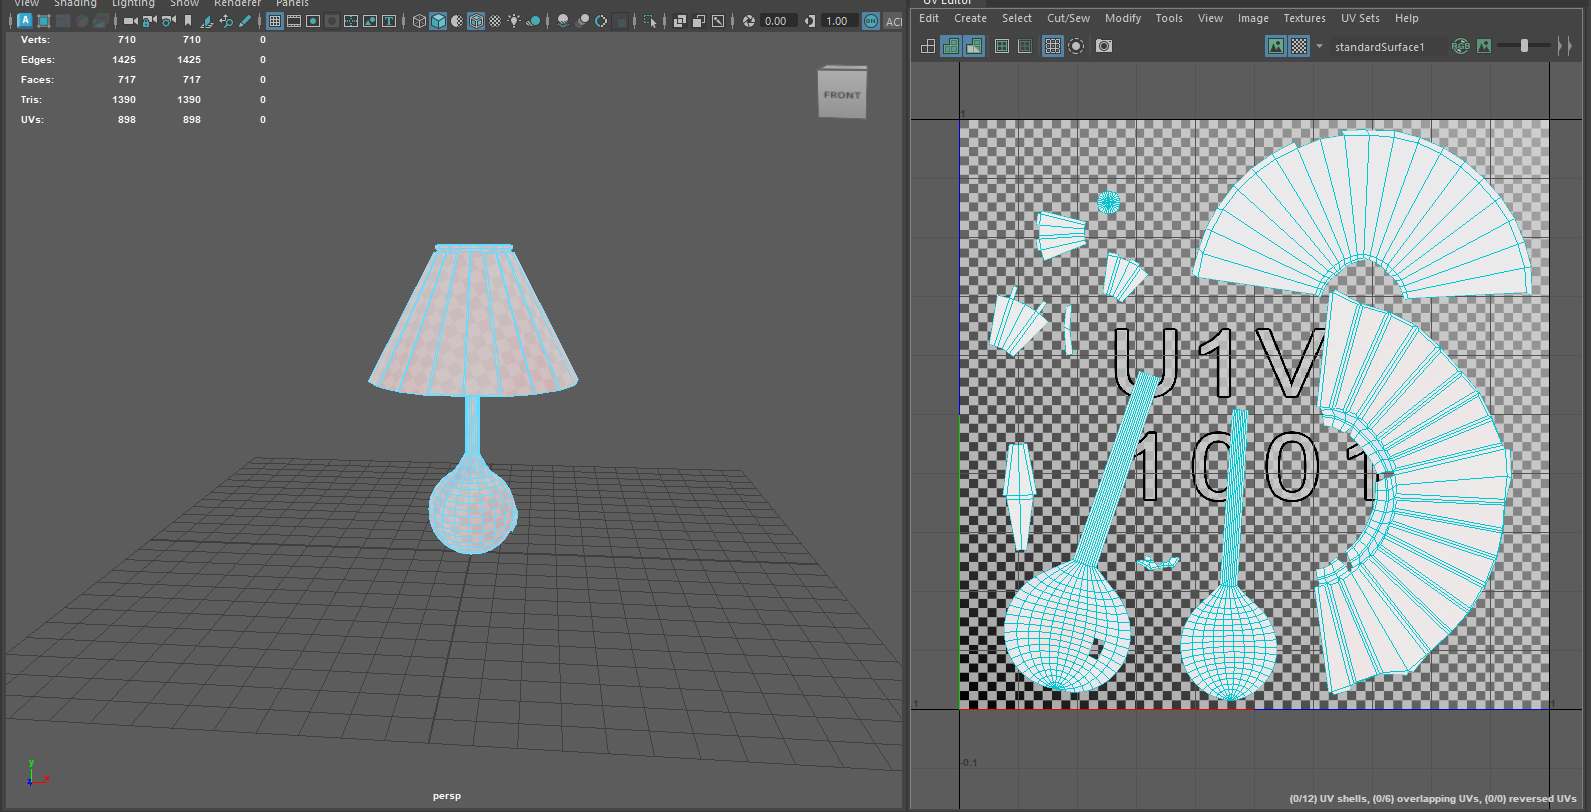 View Shading Lighting Show Renderer Panels
UV Editor
Edit Create Select Cut/Sew Modify Tools View Image Textures UV Sets Help
A T 0.00 1.00 ON ACI
standardSurface1 RGB
Verts: 710 710 0
Edges: 1425 1425 0
Faces: 717 717 0
Tris: 1390 1390 0
UVs: 898 898 0
FRONT
1
U1V
1001
1 1
-0.1
y
z x
persp
(0/12) UV shells, (0/6) overlapping UVs, (0/0) reversed UVs